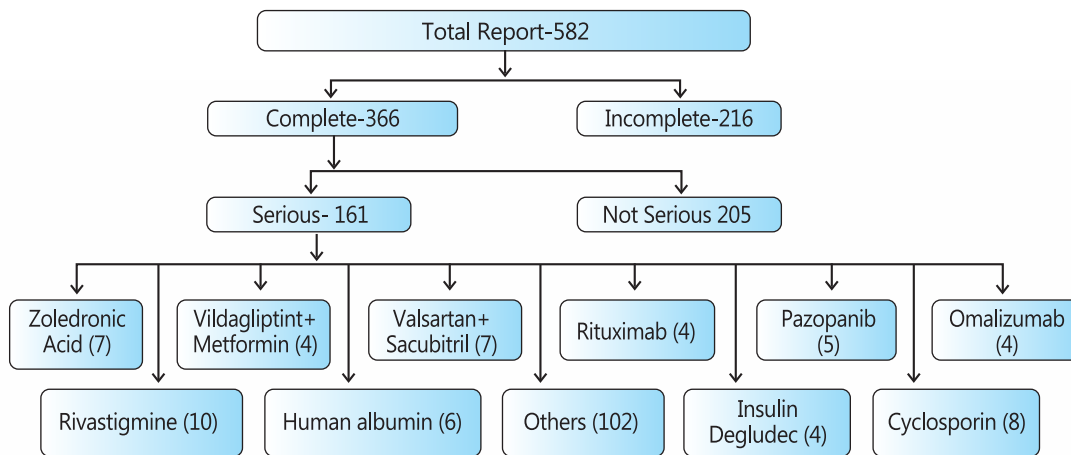 Total Report-582
Complete-366
Incomplete-216
Serious- 161
Not Serious 205
Zoledronic
Acid (7)
Vildagliptint+
Metformin (4)
Valsartan+
Sacubitril (7)
Rituximab (4)
Pazopanib
(5)
Omalizumab
(4)
Rivastigmine (10)
Human albumin (6)
Others (102)
Insulin
Degludec (4)
Cyclosporin (8)